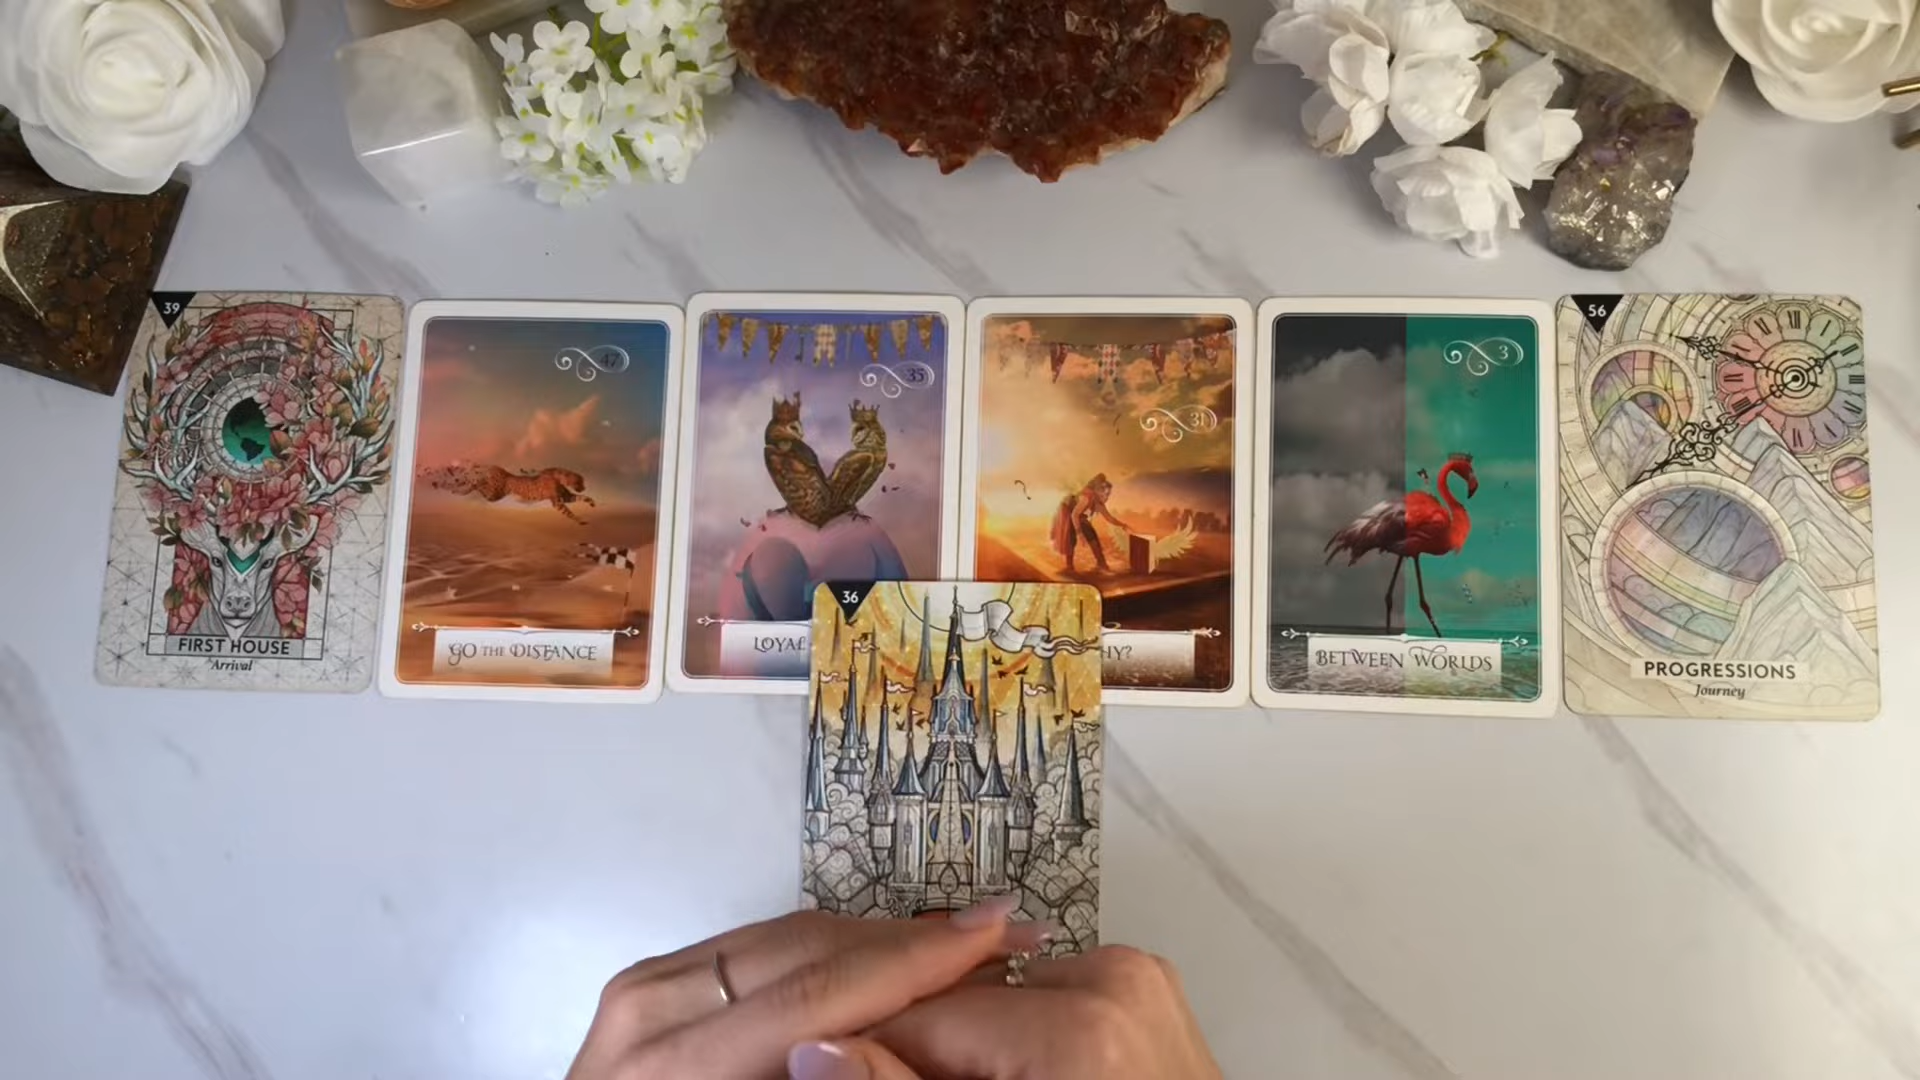 39
FIRST HOUSE
Arrival
47
GO THE DISTANCE
35
LOYAL
31
HY?
3
BETWEEN WORLDS
56
PROGRESSIONS
Journey
36